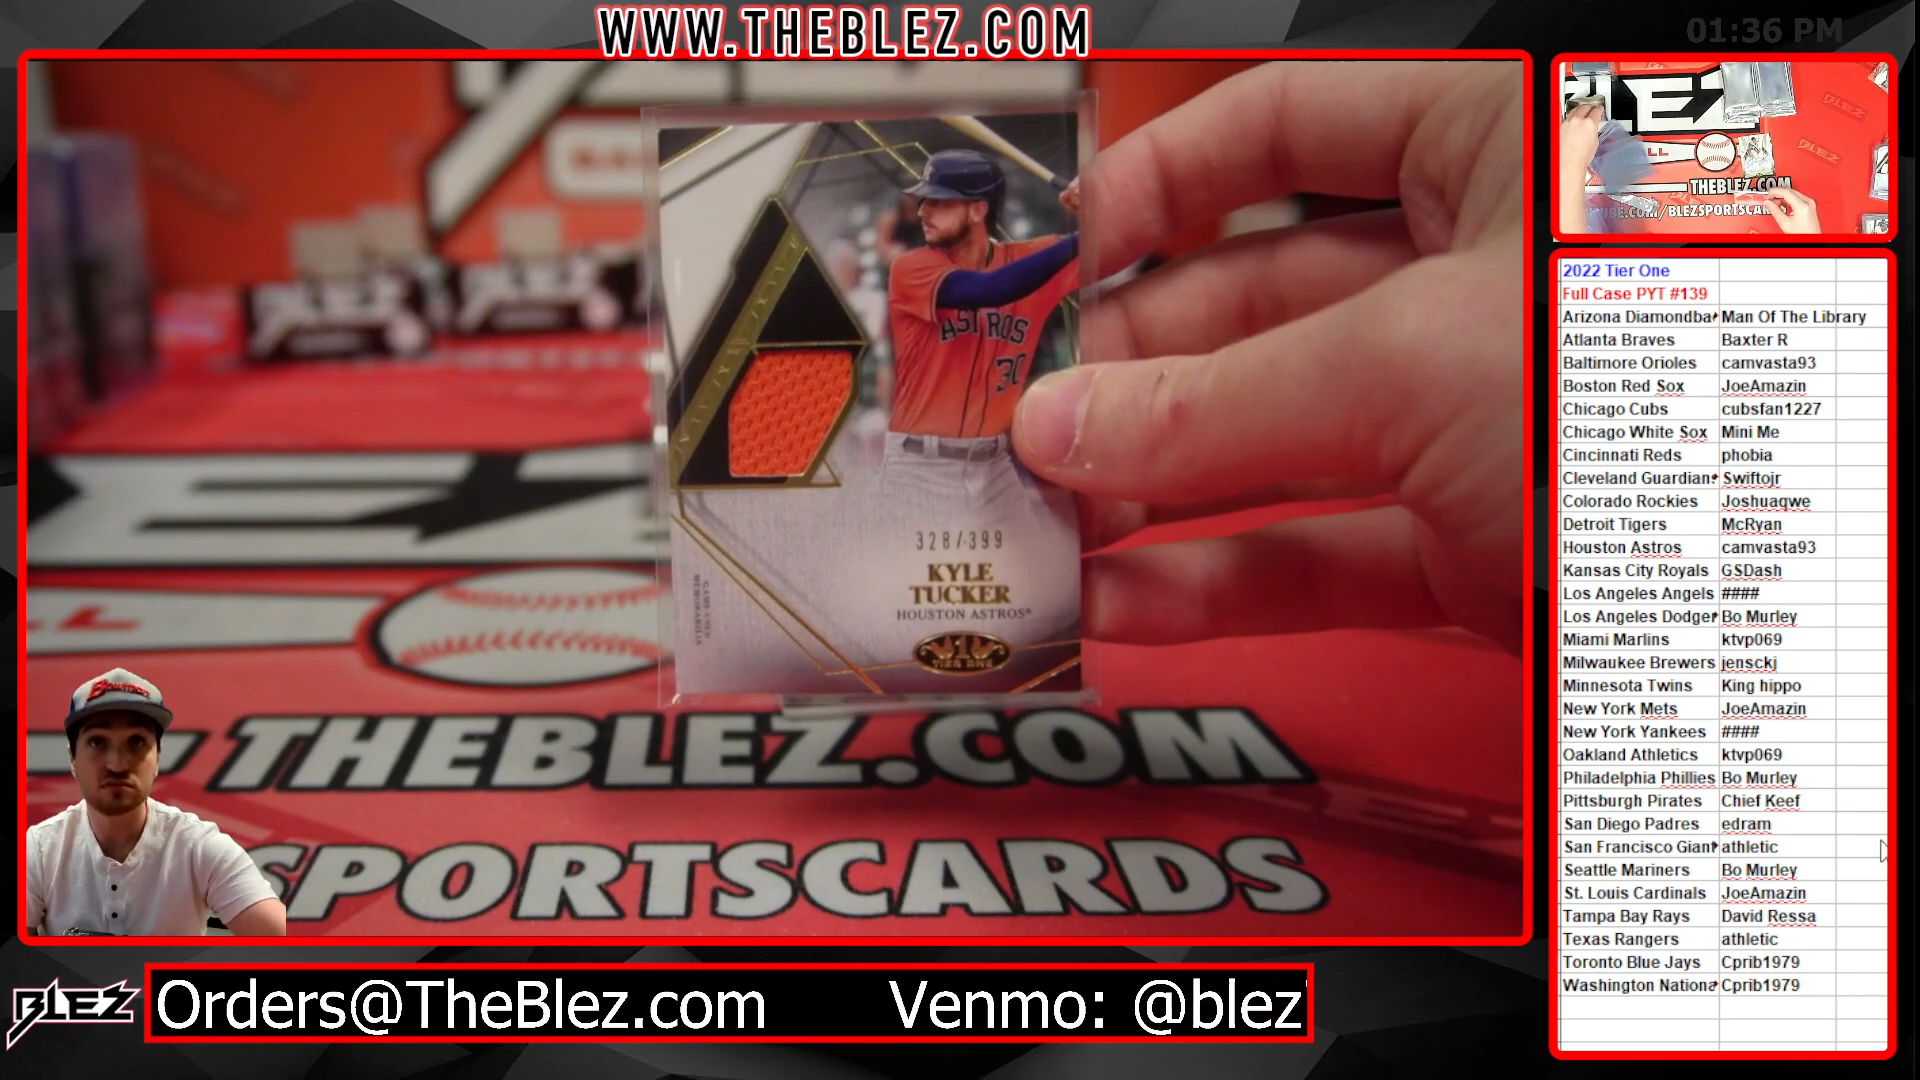 WWW.THEBLEZ.COM
01:36 PM
ASTROS
30
328/399
KYLE
TUCKER
HOUSTON ASTROS
1
TIER ONE
GAME-USED
MEMORABILIA
THEBLEZ.COM
SPORTSCARDS
BLEZ
Orders@TheBlez.com Venmo: @blez
BLEZ
BLEZ
THEBLEZ.COM
2022 Tier One
Full Case PYT #139
Arizona Diamondba Man Of The Library
Atlanta Braves Baxter R
Baltimore Orioles camvasta93
Boston Red Sox JoeAmazin
Chicago Cubs cubsfan1227
Chicago White Sox Mini Me
Cincinnati Reds phobia
Cleveland Guardian Swiftojr
Colorado Rockies Joshuaqwe
Detroit Tigers McRyan
Houston Astros camvasta93
Kansas City Royals GSDash
Los Angeles Angels ####
Los Angeles Dodger Bo Murley
Miami Marlins ktvp069
Milwaukee Brewers jensckj
Minnesota Twins King hippo
New York Mets JoeAmazin
New York Yankees ####
Oakland Athletics ktvp069
Philadelphia Phillies Bo Murley
Pittsburgh Pirates Chief Keef
San Diego Padres edram
San Francisco Giant athletic
Seattle Mariners Bo Murley
St. Louis Cardinals JoeAmazin
Tampa Bay Rays David Ressa
Texas Rangers athletic
Toronto Blue Jays Cprib1979
Washington Nationa Cprib1979